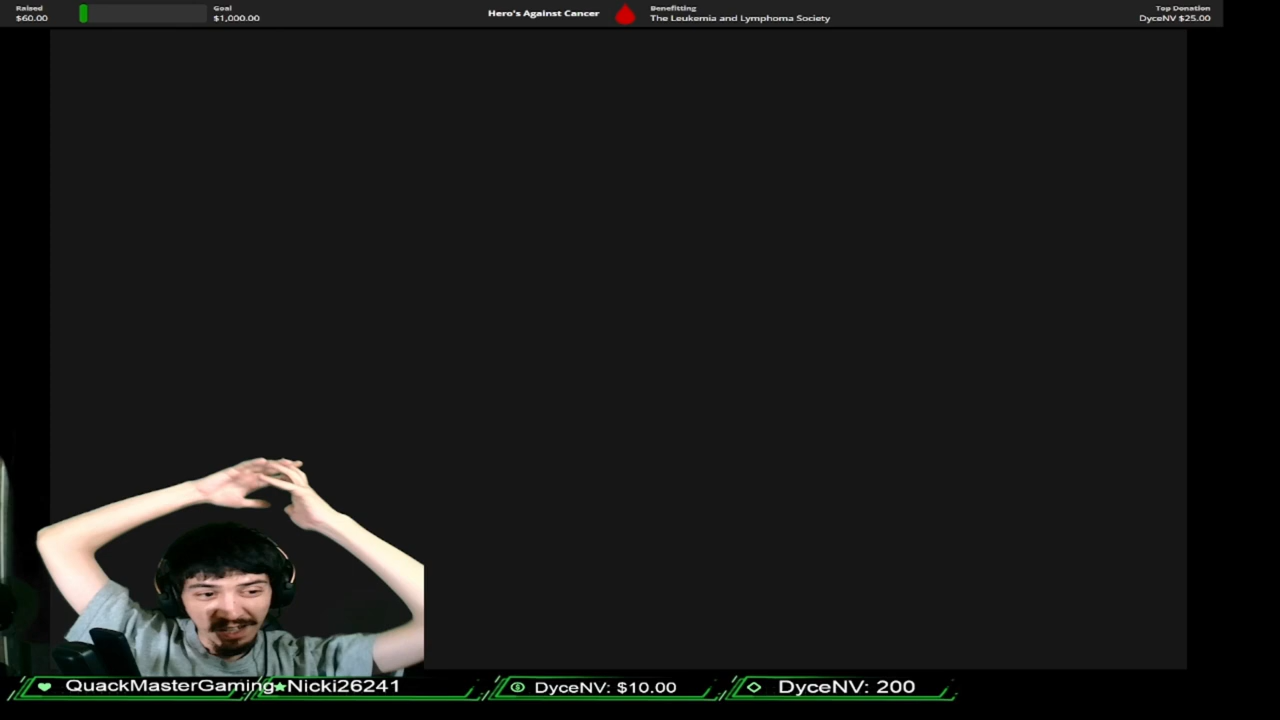 Raised
$60.00
Goal
$1,000.00
Hero's Against Cancer
Benefitting
The Leukemia and Lymphoma Society
Top Donation
DyceNV $25.00
QuackMasterGaming
Nicki26241
DyceNV: $10.00
DyceNV: 200